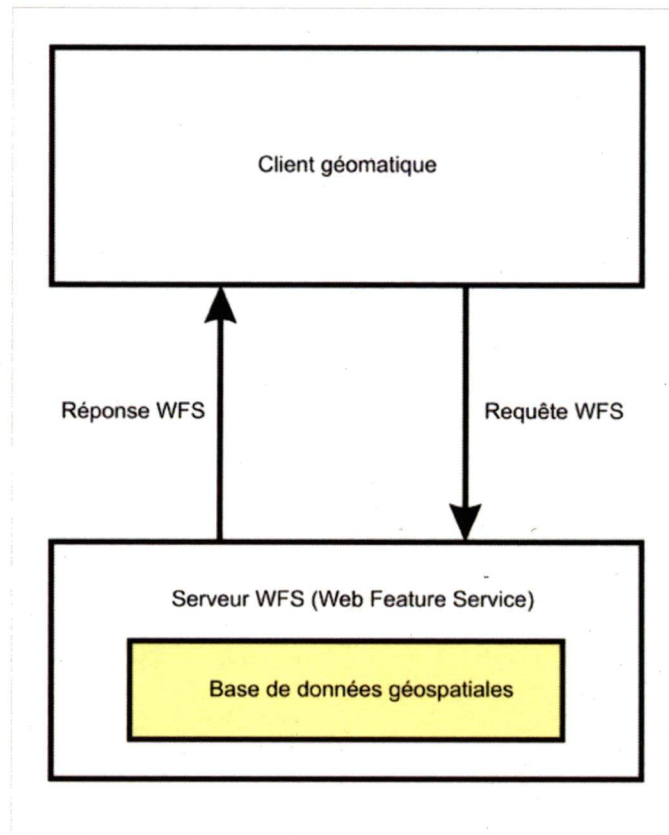 Client géomatique
Réponse WFS
Requête WFS
Serveur WFS (Web Feature Service)
Base de données géospatiales